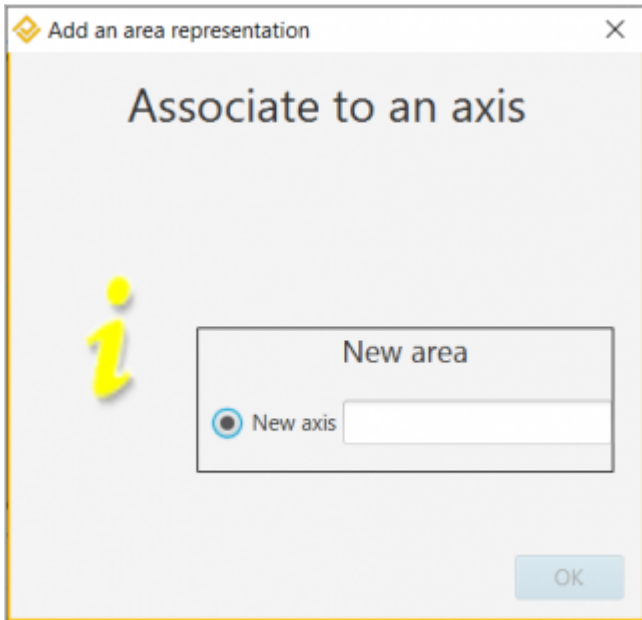 Add an area representation
Associate to an axis
New area
New axis
OK